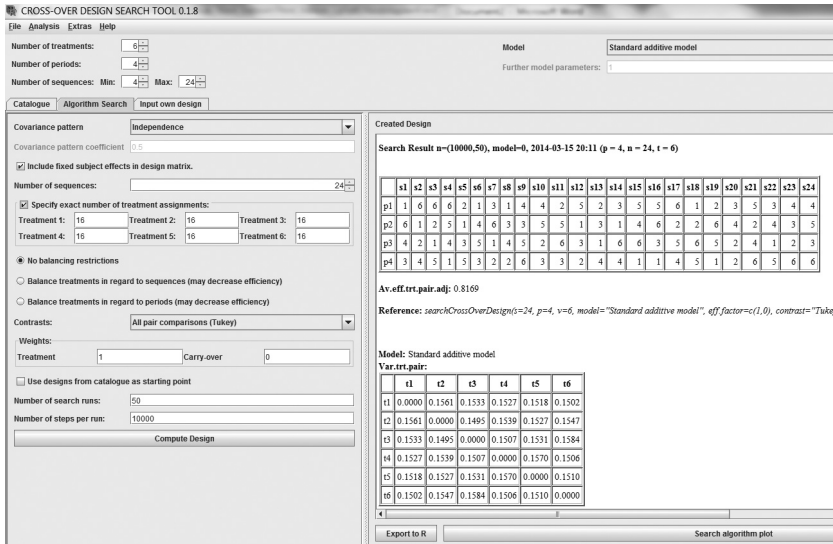 CROSS-OVER DESIGN SEARCH TOOL 0.1.8
File Analysis Extras Help
Number of treatments: 6
Number of periods: 4
Number of sequences: Min: 4 Max: 24
Model Standard additive model
Further model parameters: 1
Catalogue Algorithm Search Input own design
Covariance pattern Independence
Covariance pattern coefficient 0.5
Include fixed subject effects in design matrix.
Number of sequences: 24
Specify exact number of treatment assignments:
Treatment 1: 16 Treatment 2: 16 Treatment 3: 16
Treatment 4: 16 Treatment 5: 16 Treatment 6: 16
No balancing restrictions
Balance treatments in regard to sequences (may decrease efficiency)
Balance treatments in regard to periods (may decrease efficiency)
Contrasts: All pair comparisons (Tukey)
Weights:
Treatment 1 Carry-over 0
Use designs from catalogue as starting point
Number of search runs: 50
Number of steps per run: 10000
Compute Design
Created Design
Search Result n=(10000,50), model=0, 2014-03-15 20:11 (p = 4, n = 24, t = 6)
s1 s2 s3 s4 s5 s6 s7 s8 s9 s10 s11 s12 s13 s14 s15 s16 s17 s18 s19 s20 s21 s22 s23 s24
p1 1 6 6 6 2 1 3 1 4 4 2 5 2 3 5 5 6 1 2 3 5 3 4 4
p2 6 1 2 5 1 4 6 3 3 5 5 1 3 1 4 6 2 2 6 4 2 4 3 5
p3 4 2 1 4 3 5 1 4 5 2 6 3 1 6 6 3 5 6 5 2 4 1 2 3
p4 3 4 5 1 5 3 2 2 6 3 3 2 4 4 1 1 4 5 1 2 6 5 6 6
Av.eff.trt.pair.adj: 0.8169
Reference: searchCrossOverDesign(s=24, p=4, v=6, model="Standard additive model", eff.factor=c(1,0), contrast="Tuke
Model: Standard additive model
Var.trt.pair:
t1 t2 t3 t4 t5 t6
t1 0.0000 0.1561 0.1533 0.1527 0.1518 0.1502
t2 0.1561 0.0000 0.1495 0.1539 0.1527 0.1547
t3 0.1533 0.1495 0.0000 0.1507 0.1531 0.1584
t4 0.1527 0.1539 0.1507 0.0000 0.1570 0.1506
t5 0.1518 0.1527 0.1531 0.1570 0.0000 0.1510
t6 0.1502 0.1547 0.1584 0.1506 0.1510 0.0000
Export to R Search algorithm plot